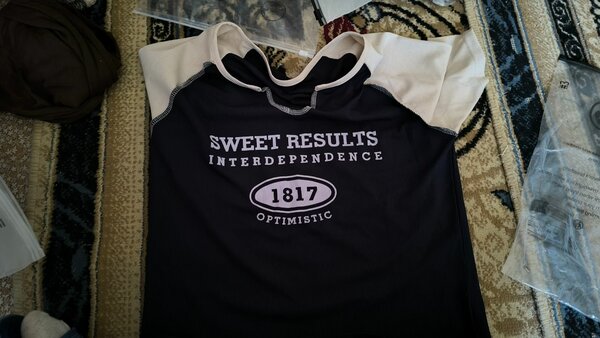 SWEET RESULTS
INTERDEPENDENCE
1817
OPTIMISTIC